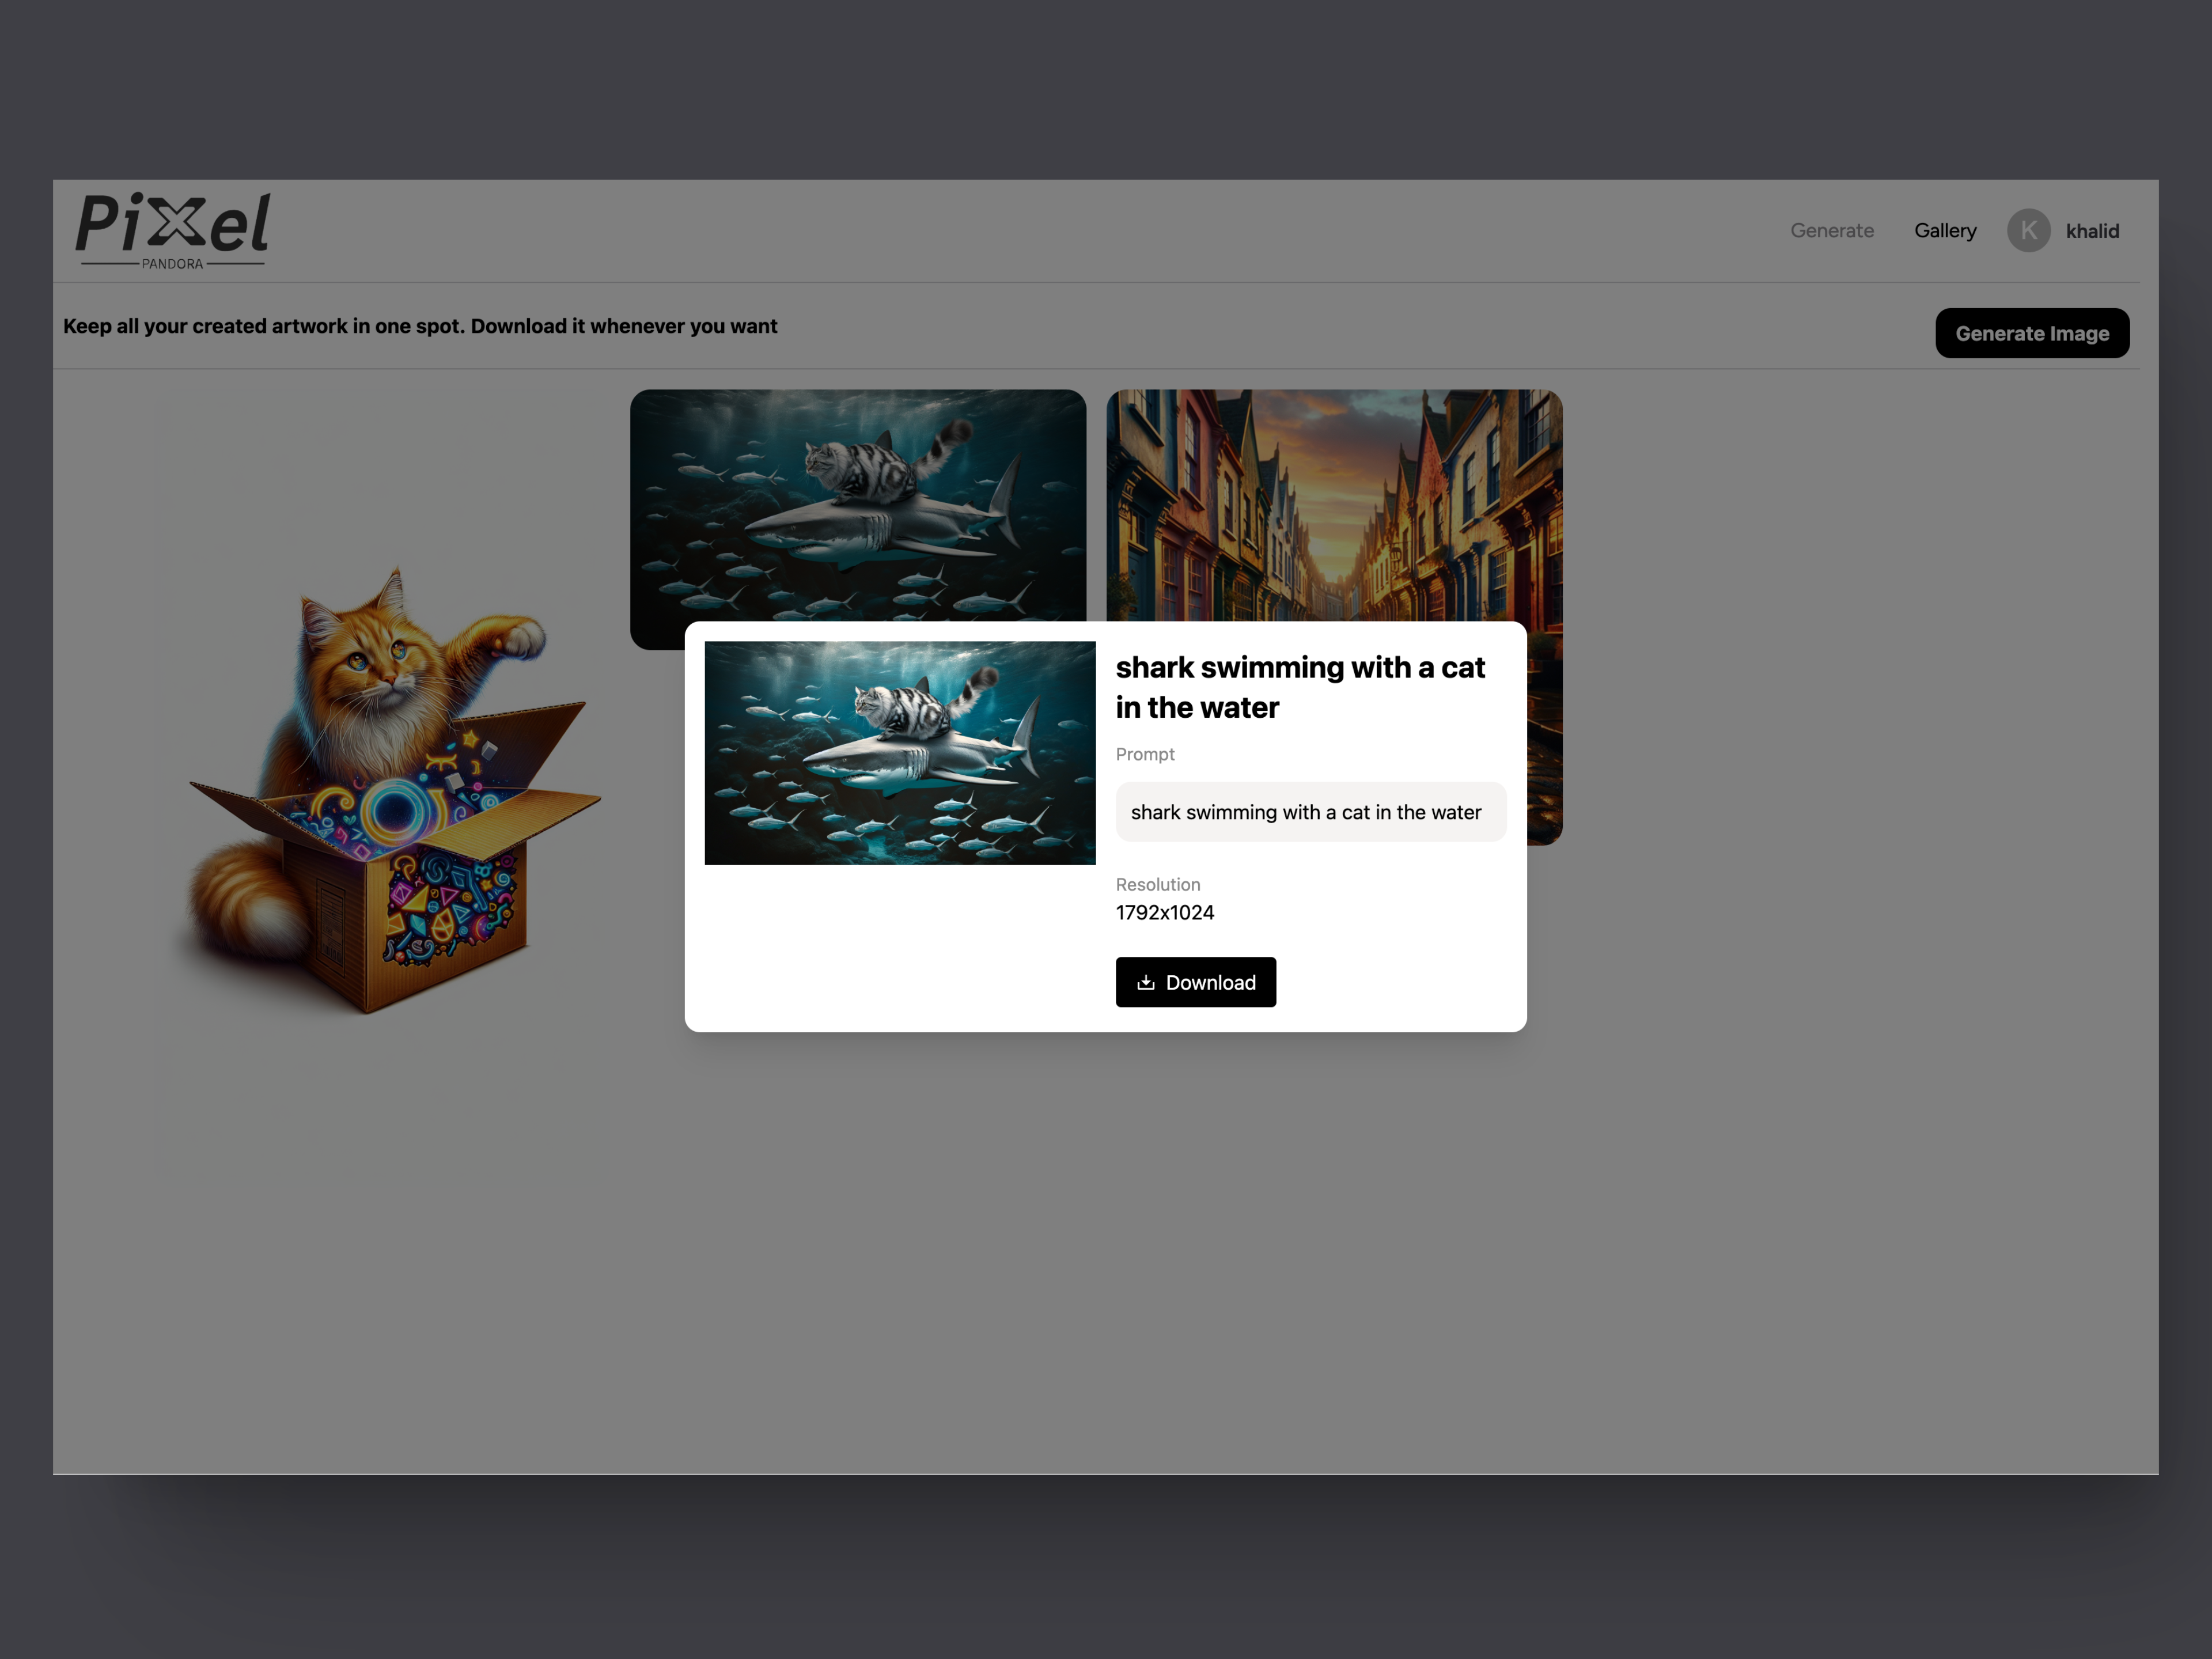 PiXel
PANDORA
Generate
Gallery
K
khalid
Keep all your created artwork in one spot. Download it whenever you want
Generate Image
shark swimming with a cat
in the water
Prompt
shark swimming with a cat in the water
Resolution
1792x1024
Download